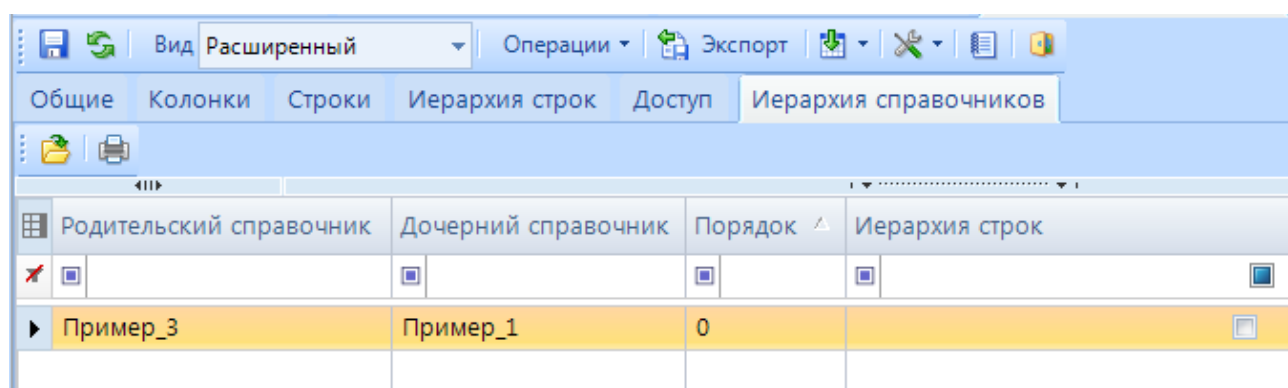 Вид Расширенный Операции Экспорт
Общие Колонки Строки Иерархия строк Доступ Иерархия справочников
Родительский справочник Дочерний справочник Порядок Иерархия строк
Пример_3 Пример_1 0